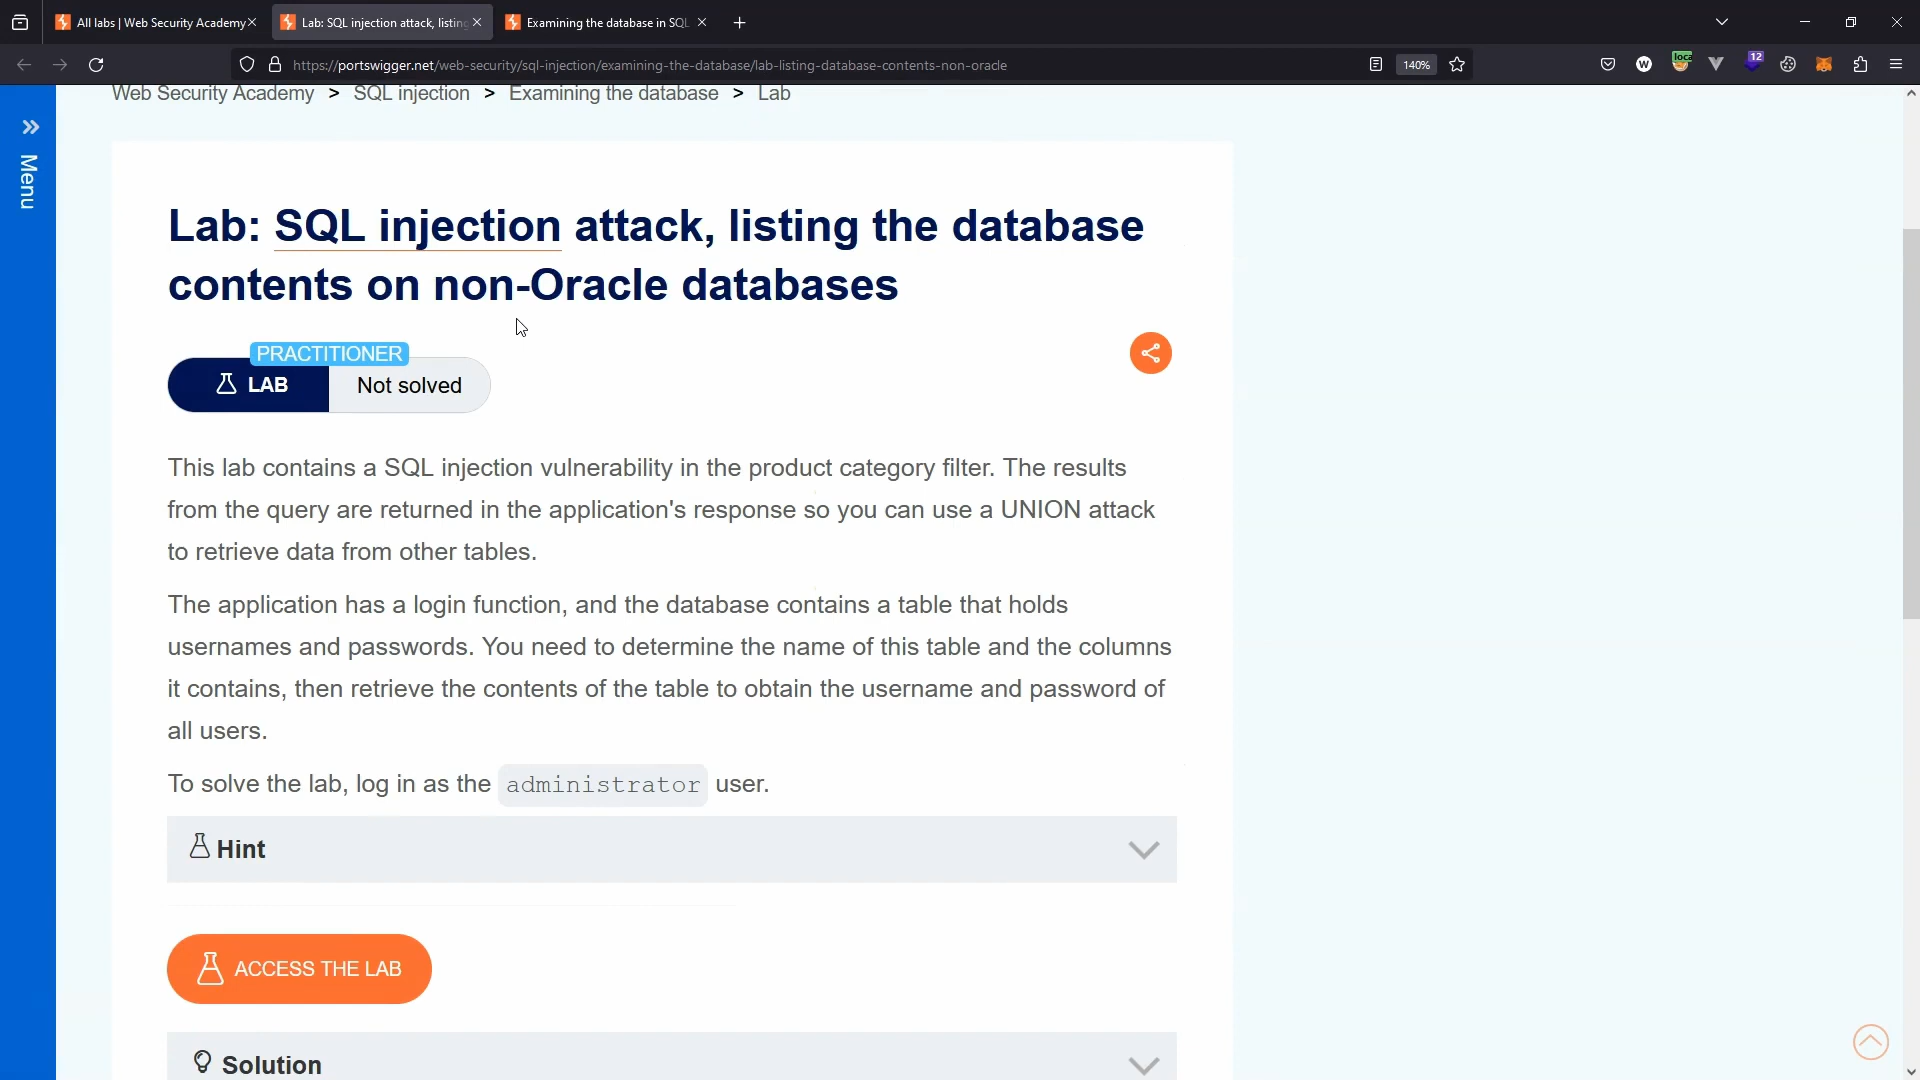 All labs | Web Security Academy
Lab: SQL injection attack, listing
Examining the database in SQL
https://portswigger.net/web-security/sql-injection/examining-the-database/lab-listing-database-contents-non-oracle
140%
W
loca
12
Menu
Web Security Academy > SQL injection > Examining the database > Lab
Lab: SQL injection attack, listing the database
contents on non-Oracle databases
PRACTITIONER
LAB Not solved
This lab contains a SQL injection vulnerability in the product category filter. The results
from the query are returned in the application's response so you can use a UNION attack
to retrieve data from other tables.
The application has a login function, and the database contains a table that holds
usernames and passwords. You need to determine the name of this table and the columns
it contains, then retrieve the contents of the table to obtain the username and password of
all users.
To solve the lab, log in as the administrator user.
Hint
ACCESS THE LAB
Solution